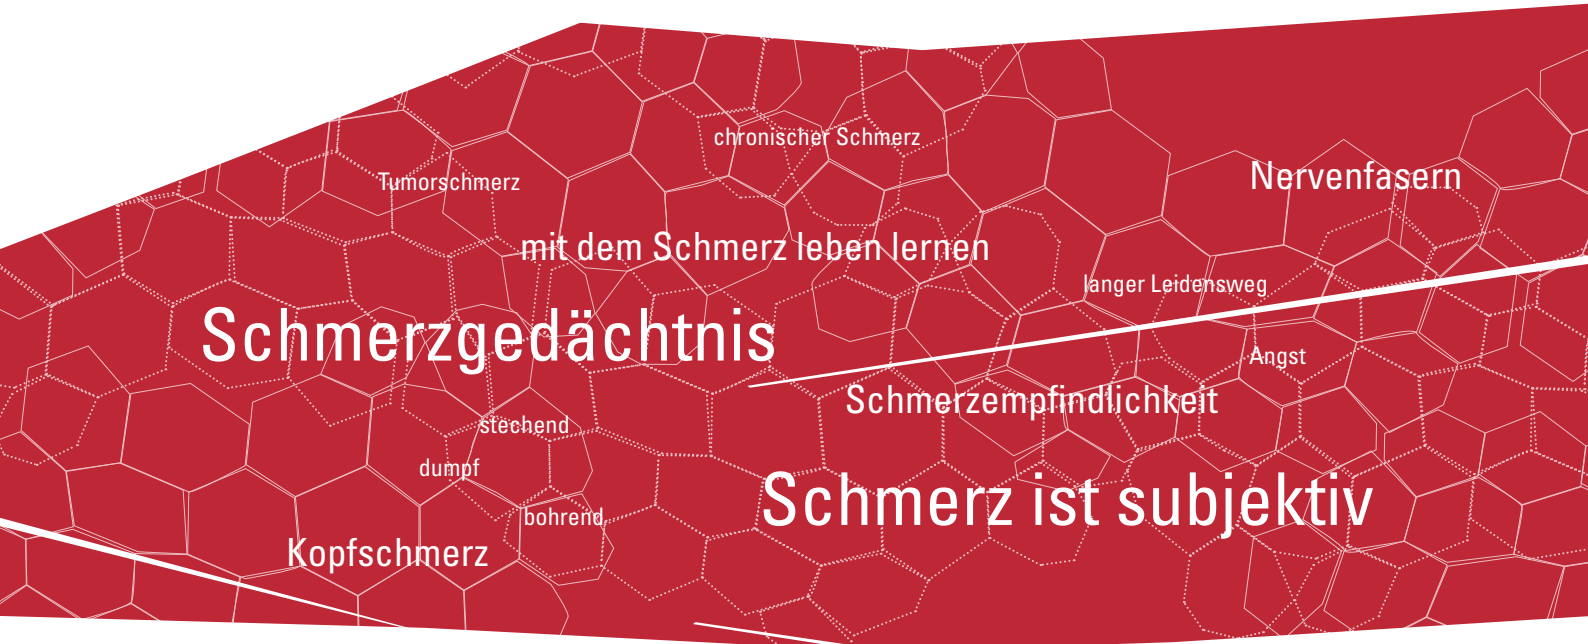 chronischer Schmerz
Tumorschmerz
Nervenfasern
mit dem Schmerz leben lernen
langer Leidensweg
Schmerzgedächtnis
Angst
Schmerzempfindlichkeit
stechend
dumpf
Schmerz ist subjektiv
bohrend
Kopfschmerz